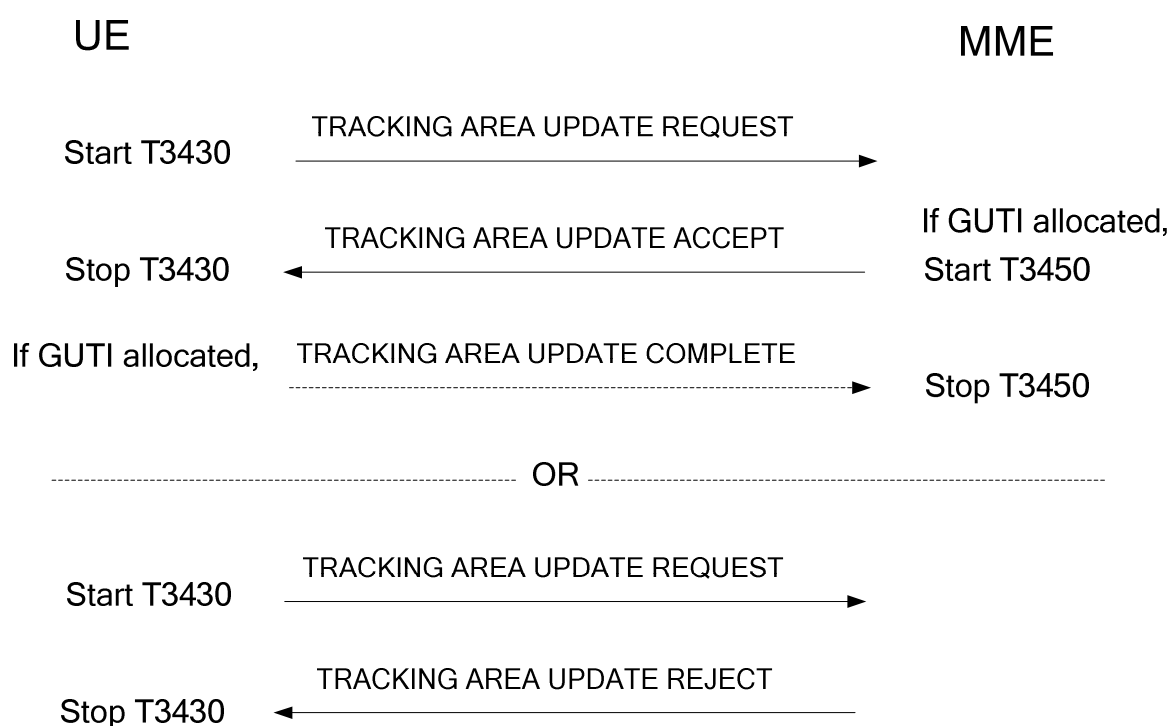 UE
MME
TRACKING AREA UPDATE REQUEST
Start T3430
If GUTI allocated,
TRACKING AREA UPDATE ACCEPT
Stop T3430
Start T3450
If GUTI allocated,
TRACKING AREA UPDATE COMPLETE
Stop T3450
OR
TRACKING AREA UPDATE REQUEST
Start T3430
TRACKING AREA UPDATE REJECT
Stop T3430